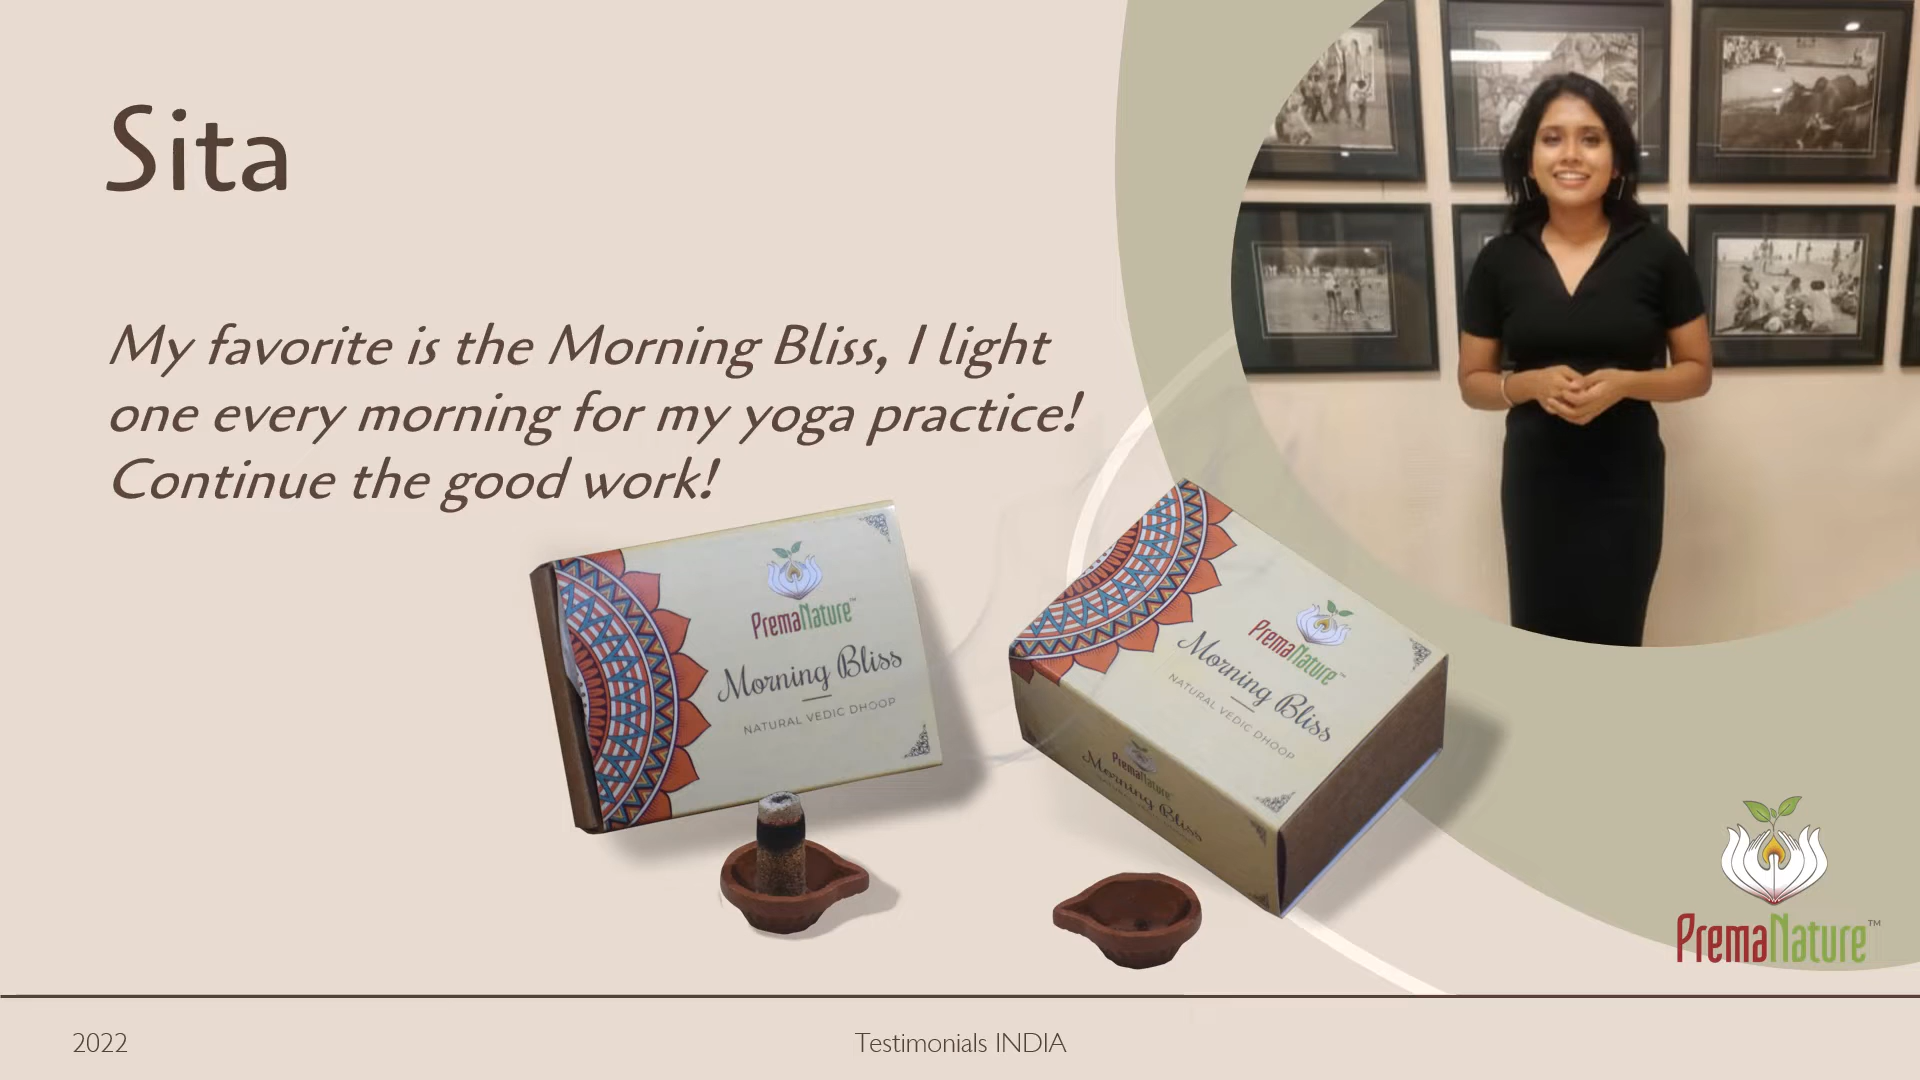 Sita
My favorite is the Morning Bliss, I light
one every morning for my yoga practice!
Continue the good work!
PremaNature™
Morning Bliss
NATURAL VEDIC DHOOP
PremaNature™
Morning Bliss
NATURAL VEDIC DHOOP
PremaNature
Morning Bliss
PremaNature™
2022
Testimonials INDIA